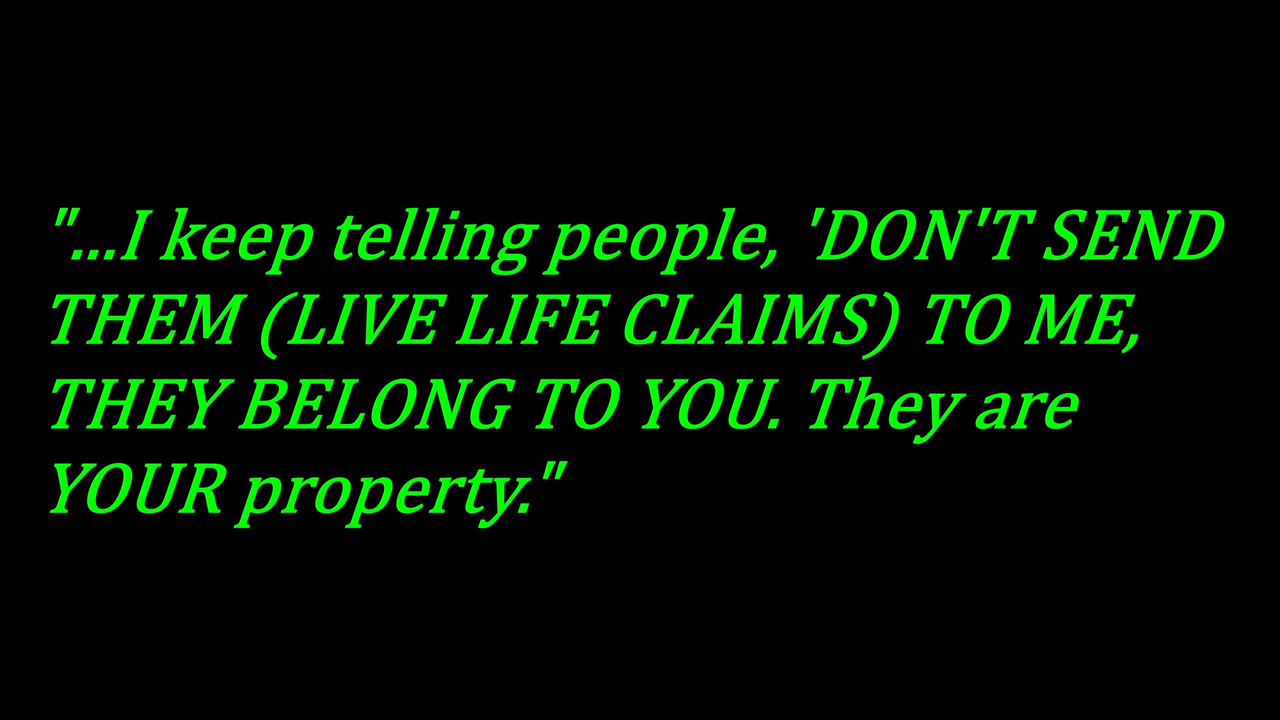 "...I keep telling people, 'DON'T SEND
THEM (LIVE LIFE CLAIMS) TO ME,
THEY BELONG TO YOU. They are
YOUR property."